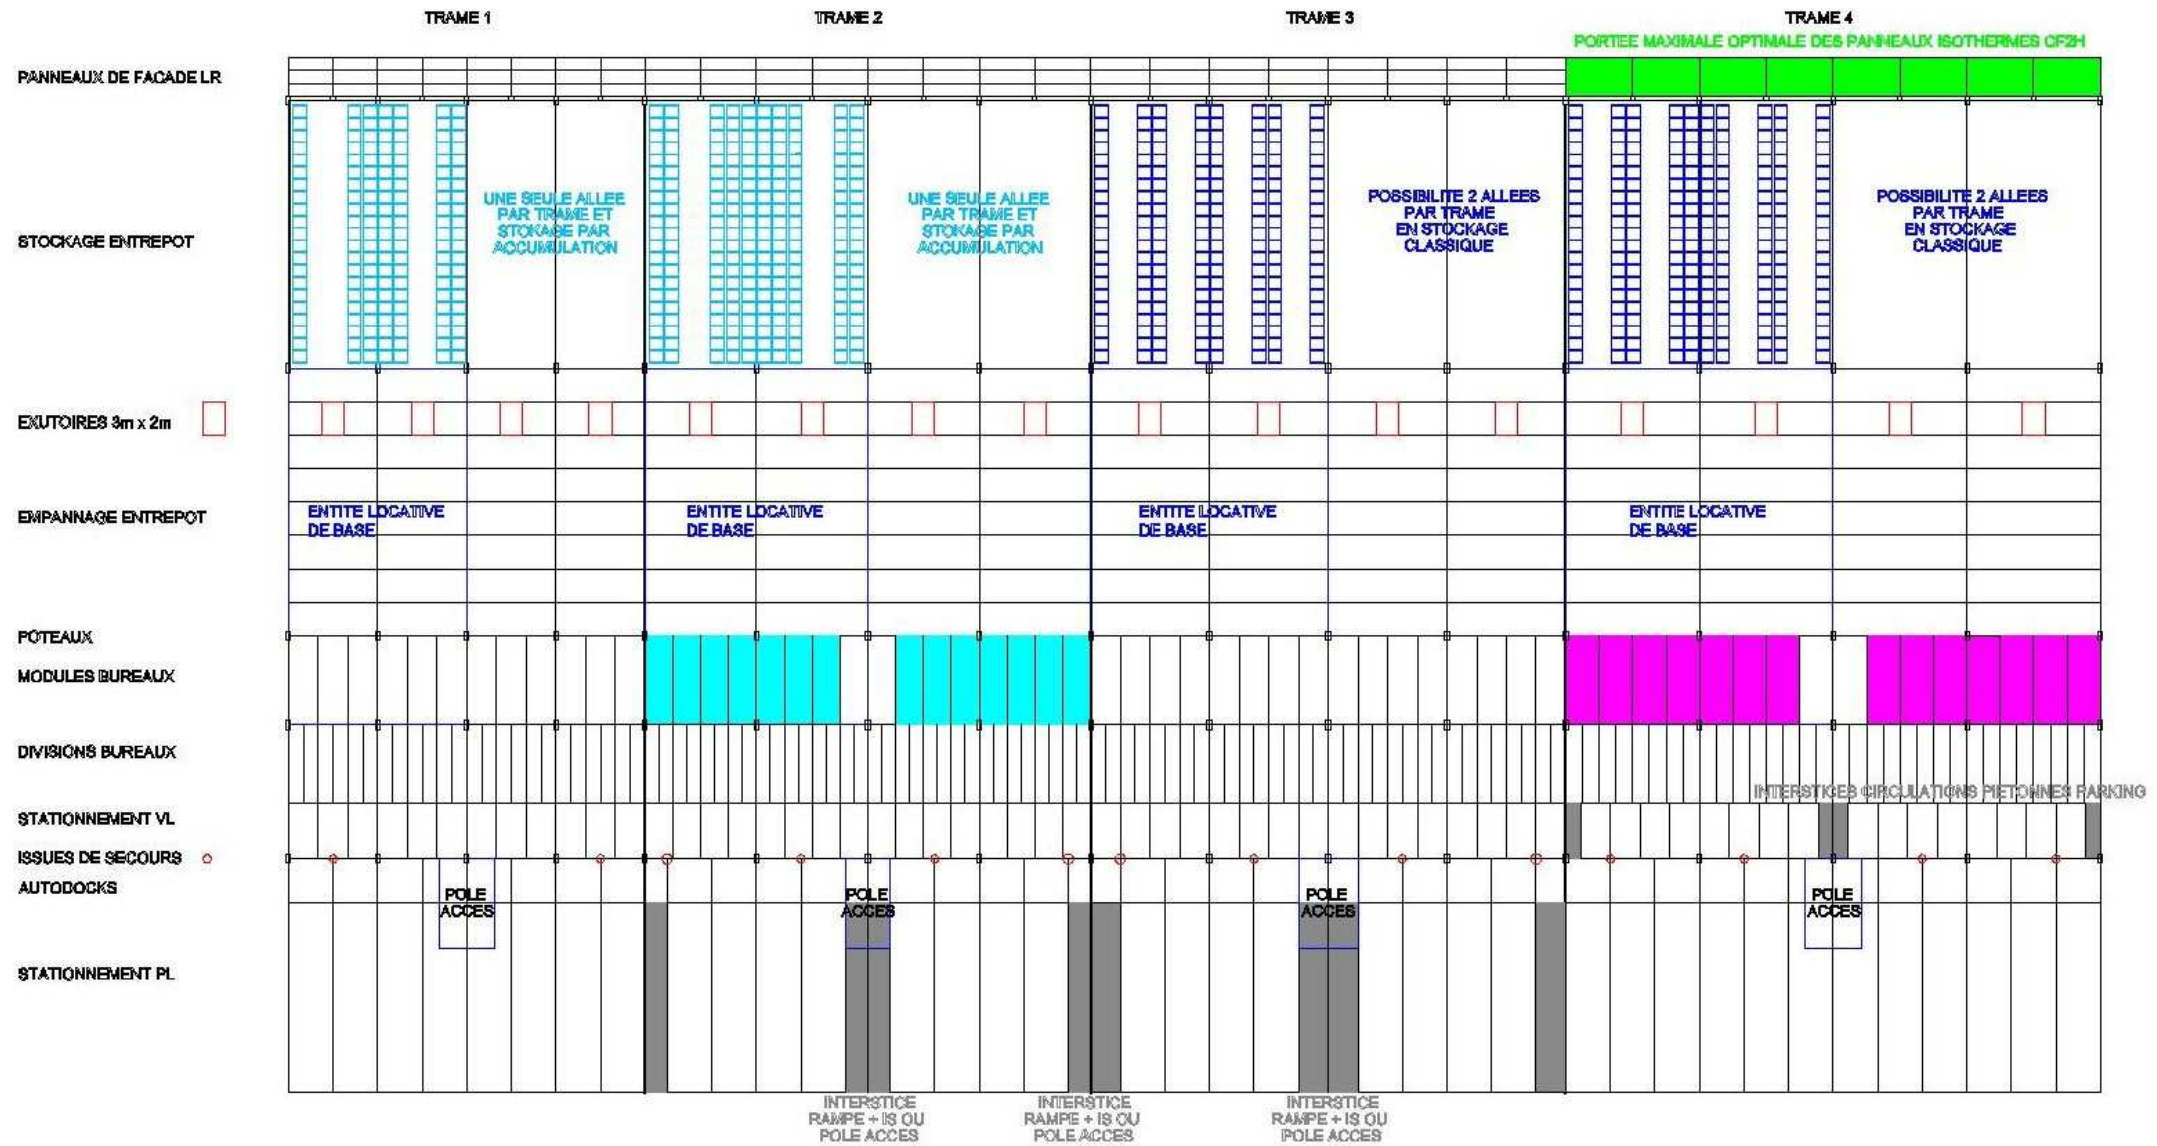 TRAME 1
TRAME 2
TRAME 3
TRAME 4
PORTEE MAXIMALE OPTIMALE DES PANNEAUX ISOTHERMES CF2H
PANNEAUX DE FACADE LR
STOCKAGE ENTREPOT
UNE SEULE ALLEE
PAR TRAME ET
STOKAGE PAR
ACCUMULATION
UNE SEULE ALLEE
PAR TRAME ET
STOKAGE PAR
ACCUMULATION
POSSIBILITE 2 ALLEES
PAR TRAME
EN STOCKAGE
CLASSIQUE
POSSIBILITE 2 ALLEES
PAR TRAME
EN STOCKAGE
CLASSIQUE
EXUTOIRES 3m x 2m
EMPANNAGE ENTREPOT
ENTITE LOCATIVE
DE BASE
ENTITE LOCATIVE
DE BASE
ENTITE LOCATIVE
DE BASE
ENTITE LOCATIVE
DE BASE
POTEAUX
MODULES BUREAUX
DIVISIONS BUREAUX
INTERSTICES CIRCULATIONS PIETONNES PARKING
STATIONNEMENT VL
ISSUES DE SECOURS
AUTODOCKS
POLE
ACCES
POLE
ACCES
POLE
ACCES
POLE
ACCES
STATIONNEMENT PL
INTERSTICE
RAMPE + IS OU
POLE ACCES
INTERSTICE
RAMPE + IS OU
POLE ACCES
INTERSTICE
RAMPE + IS OU
POLE ACCES